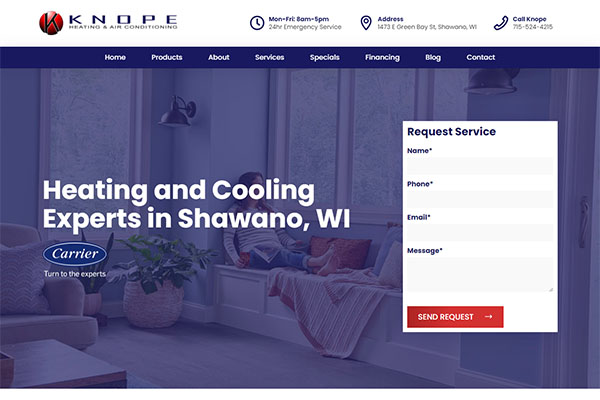 KNOPE
HEATING & AIR CONDITIONING
Mon-Fri: 8am-5pm
24hr Emergency Service
Address
1473 E Green Bay St, Shawano, WI
Call Knope
715-524-4215
Home Products About Services Specials Financing Blog Contact
Heating and Cooling
Experts in Shawano, WI
Carrier
Turn to the experts
Request Service
Name*
Phone*
Email*
Message*
SEND REQUEST →